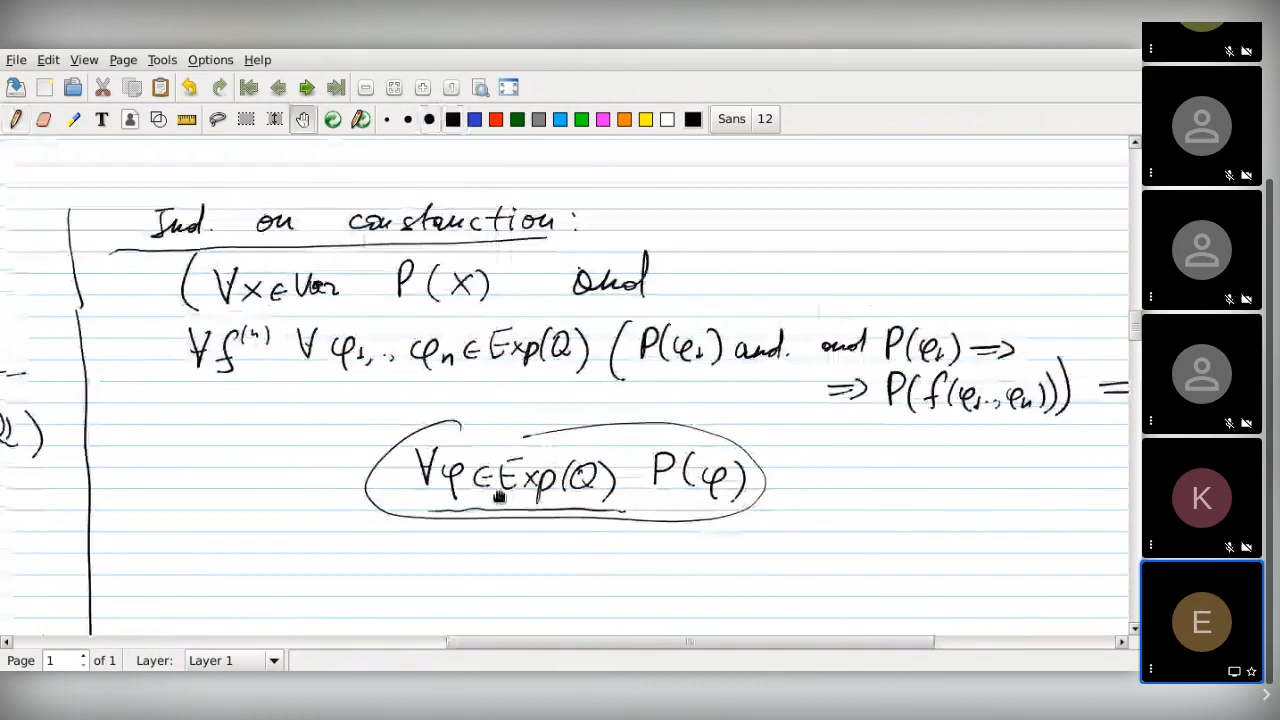 File Edit View Page Tools Options Help
Sans 12
Ind. on construction:
(∀x∈Var P(x) and
∀f⁽ⁿ⁾ ∀φ₁,.., φₙ∈Exp(Q) (P(φ₁) and. and P(φ₁) ⟹
⟹ P(f(φ₁..,φₙ))) =
Q)
∀φ∈Exp(Q) P(φ)
K
E
Page 1 of 1 Layer: Layer 1